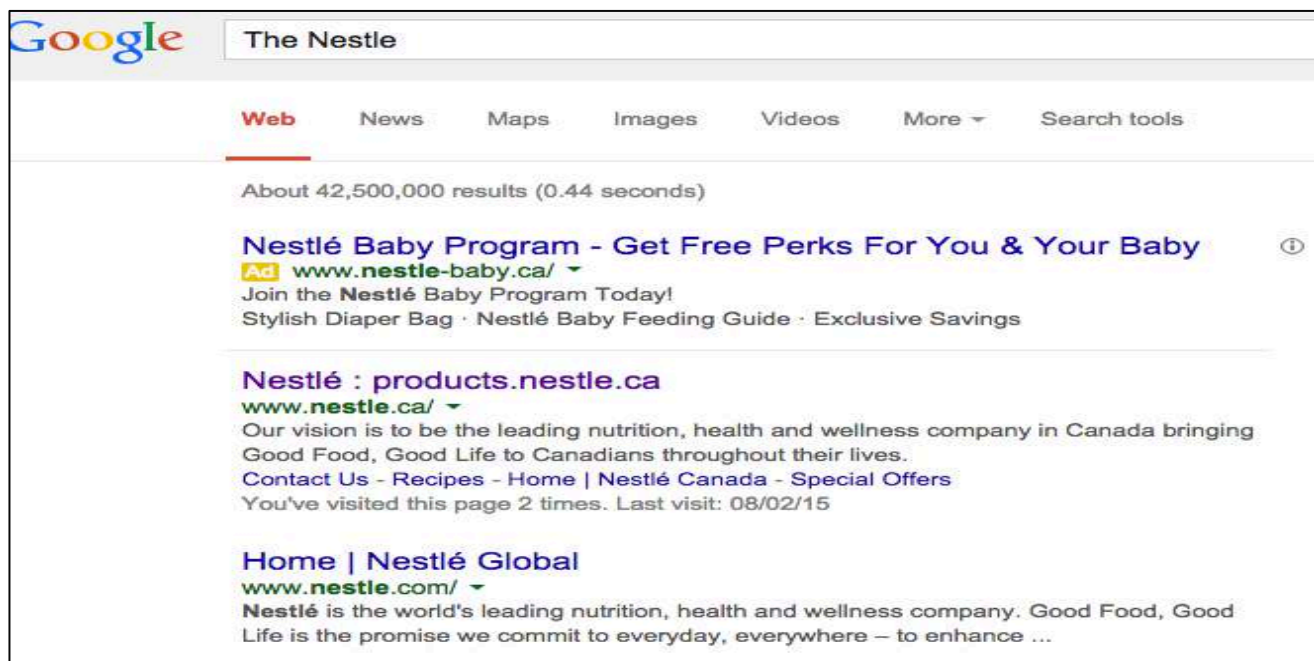 Google
The Nestle
Web News Maps Images Videos More Search tools
About 42,500,000 results (0.44 seconds)
Nestlé Baby Program - Get Free Perks For You & Your Baby
Ad www.nestle-baby.ca/
Join the Nestlé Baby Program Today!
Stylish Diaper Bag · Nestlé Baby Feeding Guide · Exclusive Savings
Nestlé : products.nestle.ca
www.nestle.ca/
Our vision is to be the leading nutrition, health and wellness company in Canada bringing
Good Food, Good Life to Canadians throughout their lives.
Contact Us - Recipes - Home | Nestlé Canada - Special Offers
You've visited this page 2 times. Last visit: 08/02/15
Home | Nestlé Global
www.nestle.com/
Nestlé is the world's leading nutrition, health and wellness company. Good Food, Good
Life is the promise we commit to everyday, everywhere – to enhance ...